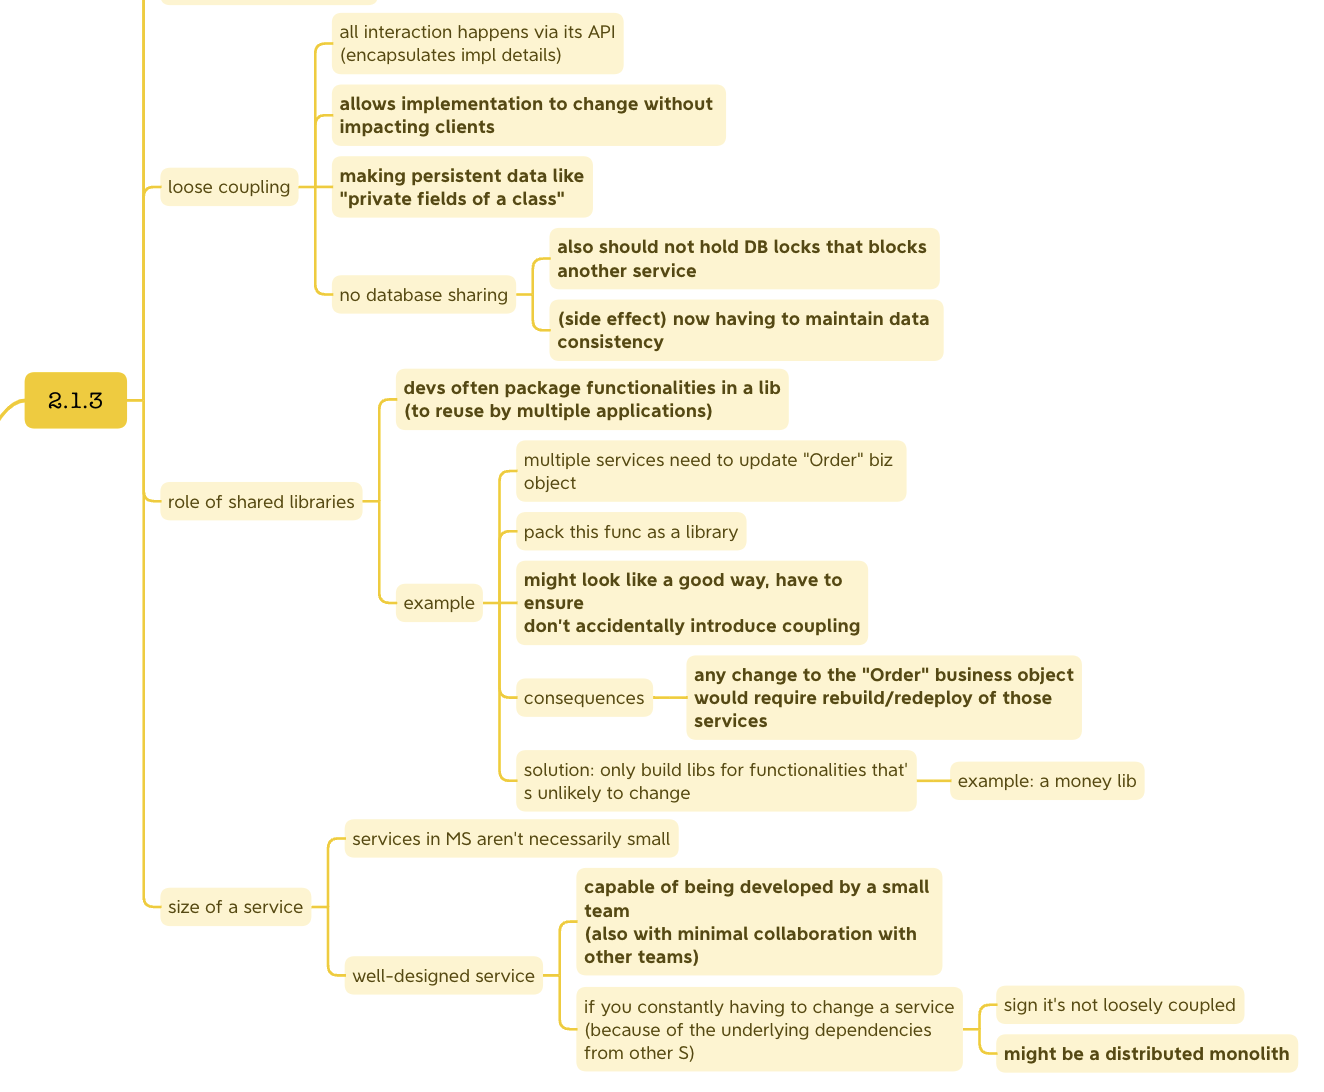 2.1.3
loose coupling
all interaction happens via its API
(encapsulates impl details)
allows implementation to change without
impacting clients
making persistent data like
"private fields of a class"
no database sharing
also should not hold DB locks that blocks
another service
(side effect) now having to maintain data
consistency
role of shared libraries
devs often package functionalities in a lib
(to reuse by multiple applications)
example
multiple services need to update "Order" biz
object
pack this func as a library
might look like a good way, have to
ensure
don't accidentally introduce coupling
consequences
any change to the "Order" business object
would require rebuild/redeploy of those
services
solution: only build libs for functionalities that'
s unlikely to change
example: a money lib
size of a service
services in MS aren't necessarily small
well-designed service
capable of being developed by a small
team
(also with minimal collaboration with
other teams)
if you constantly having to change a service
(because of the underlying dependencies
from other S)
sign it's not loosely coupled
might be a distributed monolith